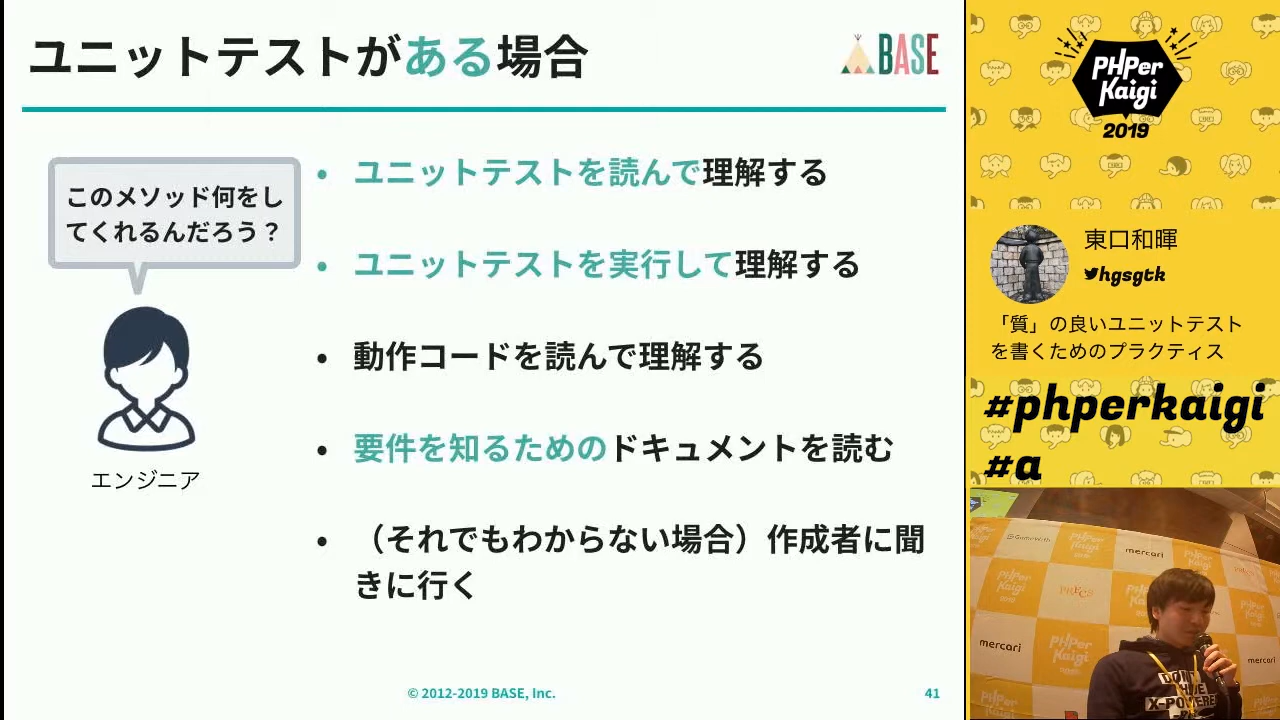 ユニットテストがある場合
BASE
このメソッド何をし
てくれるんだろう？
エンジニア
• ユニットテストを読んで理解する
• ユニットテストを実行して理解する
• 動作コードを読んで理解する
• 要件を知るためのドキュメントを読む
• （それでもわからない場合）作成者に聞
きに行く
© 2012-2019 BASE, Inc.
41
PHPer
Kaigi
2019
東口和暉
hgsgtk
「質」の良いユニットテスト
を書くためのプラクティス
#phperkaigi
#a
mercari
PHPer
Kaigi
mercari
PHPer
Kaigi
mercari
X-POWERE